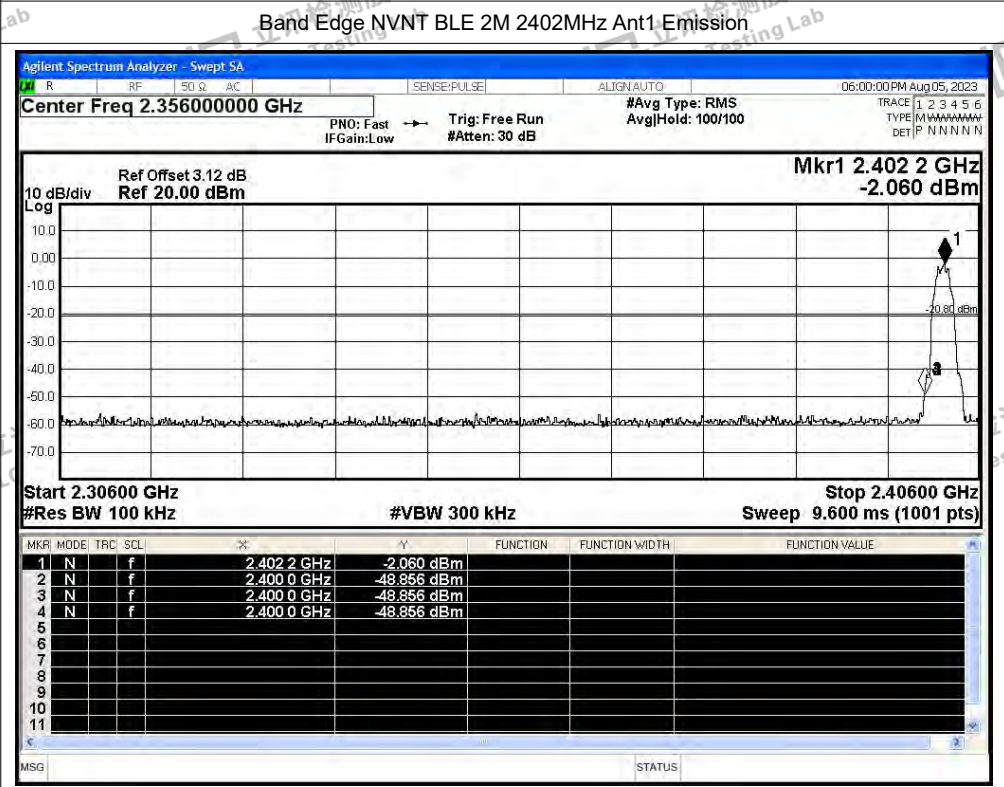 Band Edge NVNT BLE 2M 2402MHz Ant1 Emission
Agilent Spectrum Analyzer - Swept SA
R RF 50 Ω AC SENSE:PULSE ALIGN AUTO 06:00:00 PM Aug 05, 2023
Center Freq 2.356000000 GHz #Avg Type: RMS TRACE 1 2 3 4 5 6
PNO: Fast Trig: Free Run Avg|Hold: 100/100 TYPE M
IFGain:Low #Atten: 30 dB DET P N N N N N
Mkr1 2.402 2 GHz
Ref Offset 3.12 dB
10 dB/div Ref 20.00 dBm -2.060 dBm
Log
10.0
1
0.00
-10.0
-20.0
-20.80 dBm
-30.0
-40.0
-50.0
-60.0
-70.0
Start 2.30600 GHz Stop 2.40600 GHz
#Res BW 100 kHz #VBW 300 kHz Sweep 9.600 ms (1001 pts)
MKR MODE TRC SCL X Y FUNCTION FUNCTION WIDTH FUNCTION VALUE
1 N f 2.402 2 GHz -2.060 dBm
2 N f 2.400 0 GHz -48.856 dBm
3 N f 2.400 0 GHz -48.856 dBm
4 N f 2.400 0 GHz -48.856 dBm
5
6
7
8
9
10
11
MSG STATUS